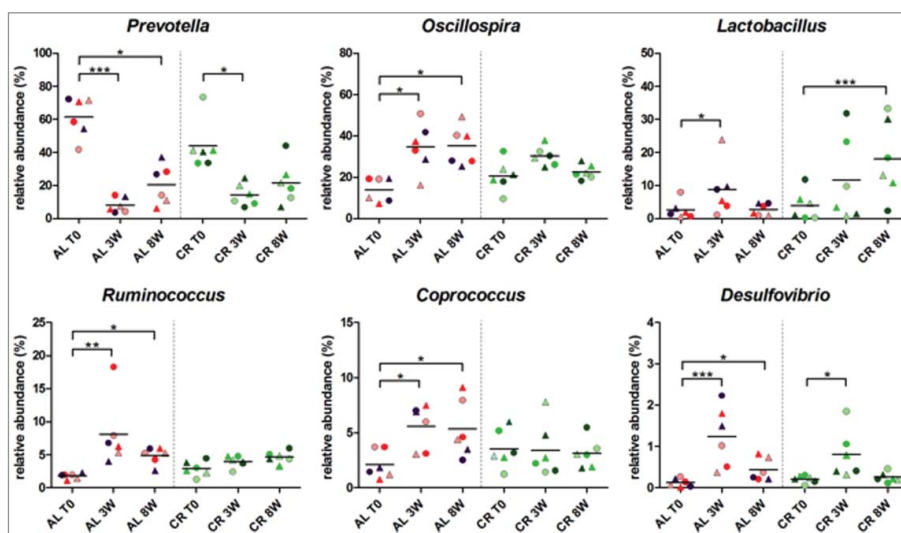 Prevotella
relative abundance (%)
100
80
60
40
20
0
*
***
*
AL T0
AL 3W
AL 8W
CR T0
CR 3W
CR 8W
Oscillospira
relative abundance (%)
80
60
40
20
0
*
*
AL T0
AL 3W
AL 8W
CR T0
CR 3W
CR 8W
Lactobacillus
relative abundance (%)
50
40
30
20
10
0
*
***
AL T0
AL 3W
AL 8W
CR T0
CR 3W
CR 8W
Ruminococcus
relative abundance (%)
25
20
15
10
5
0
*
**
AL T0
AL 3W
AL 8W
CR T0
CR 3W
CR 8W
Coprococcus
relative abundance (%)
15
10
5
0
*
*
AL T0
AL 3W
AL 8W
CR T0
CR 3W
CR 8W
Desulfovibrio
relative abundance (%)
4
3
2
1
0
*
***
*
AL T0
AL 3W
AL 8W
CR T0
CR 3W
CR 8W